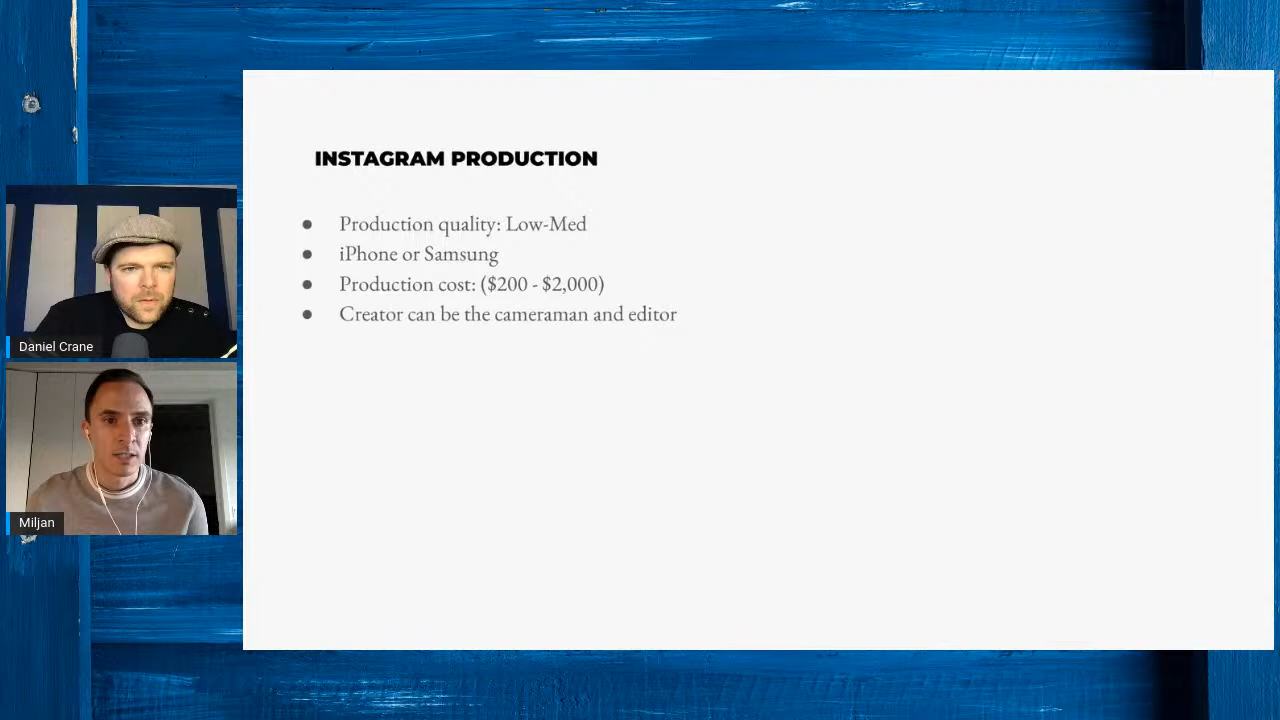 INSTAGRAM PRODUCTION
● Production quality: Low-Med
● iPhone or Samsung
● Production cost: ($200 - $2,000)
● Creator can be the cameraman and editor
Daniel Crane
Miljan